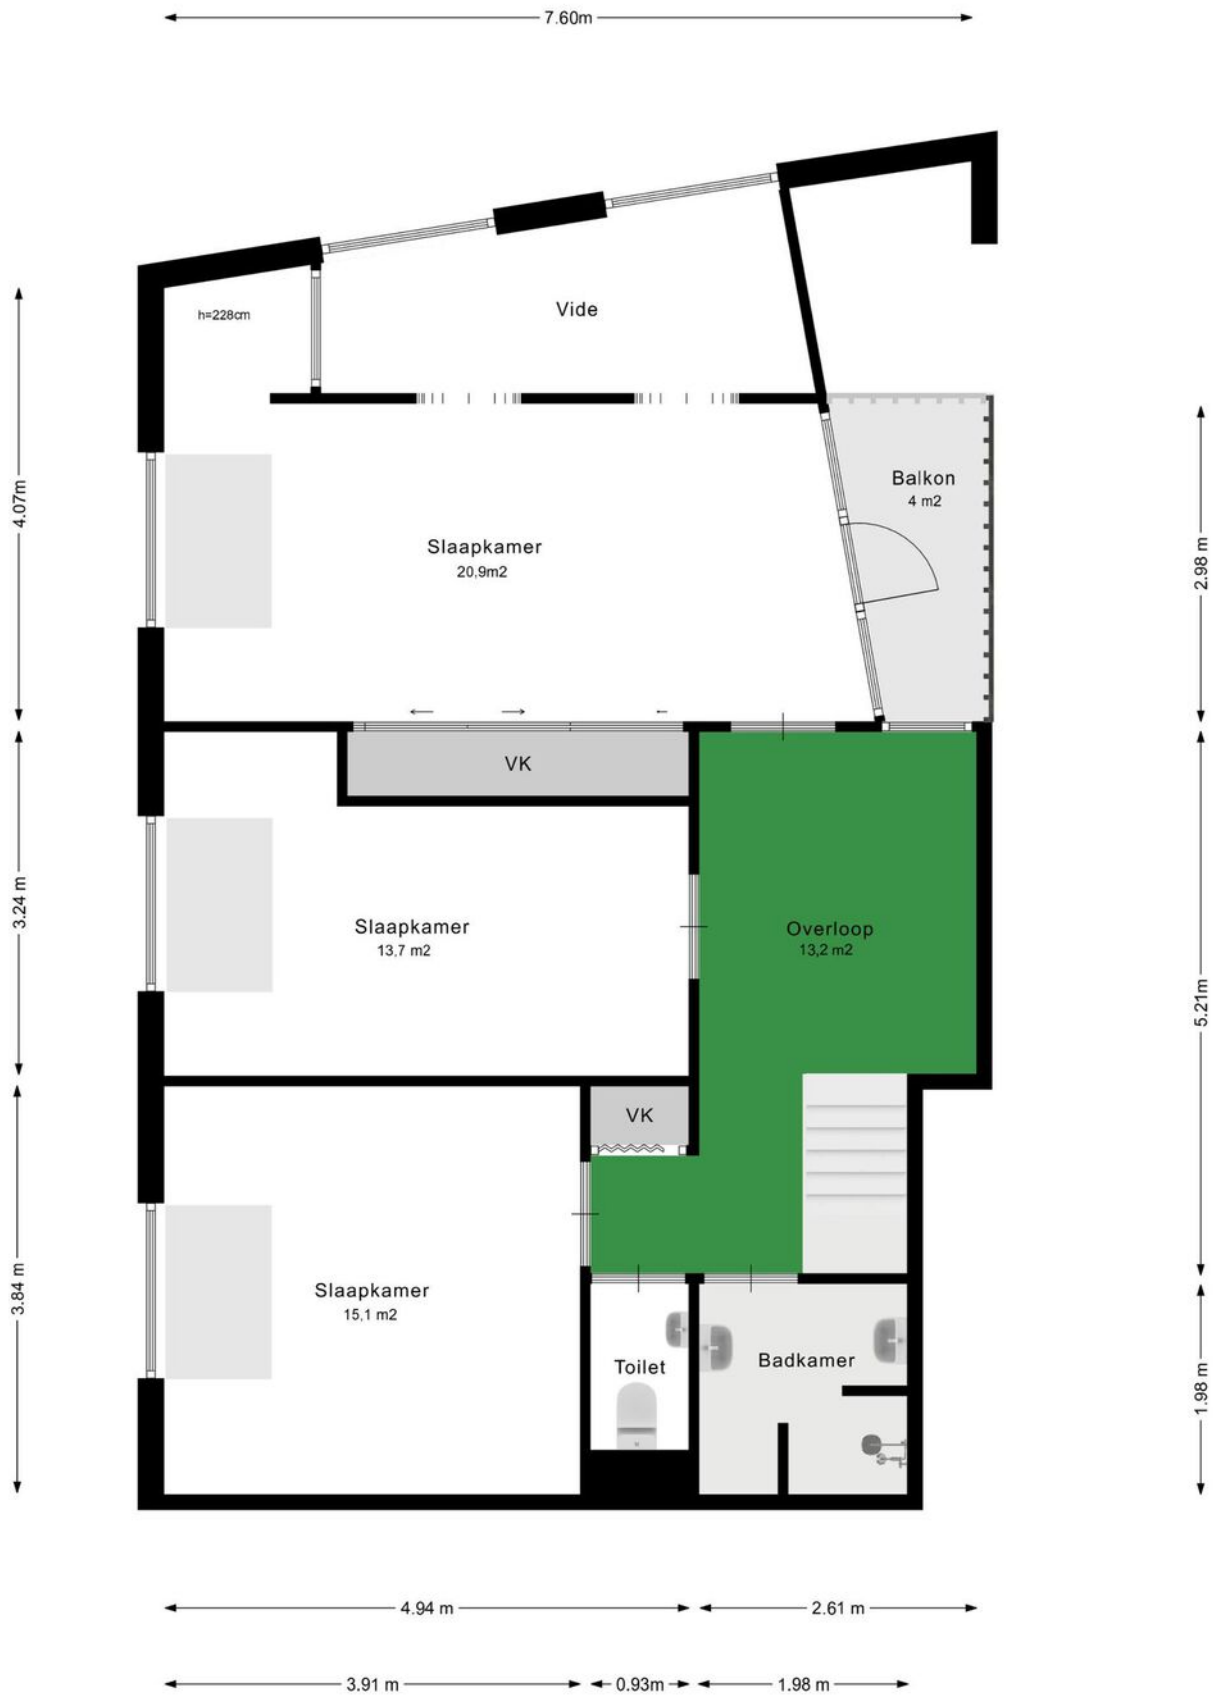 7.60m
h=228cm
Vide
4.07m
Balkon
4 m2
2.98 m
Slaapkamer
20,9m2
VK
3.24 m
Slaapkamer
13,7 m2
Overloop
13,2 m2
5.21m
VK
3.84 m
Slaapkamer
15,1 m2
Toilet
Badkamer
1.98 m
4.94 m
2.61 m
3.91 m
0.93m
1.98 m